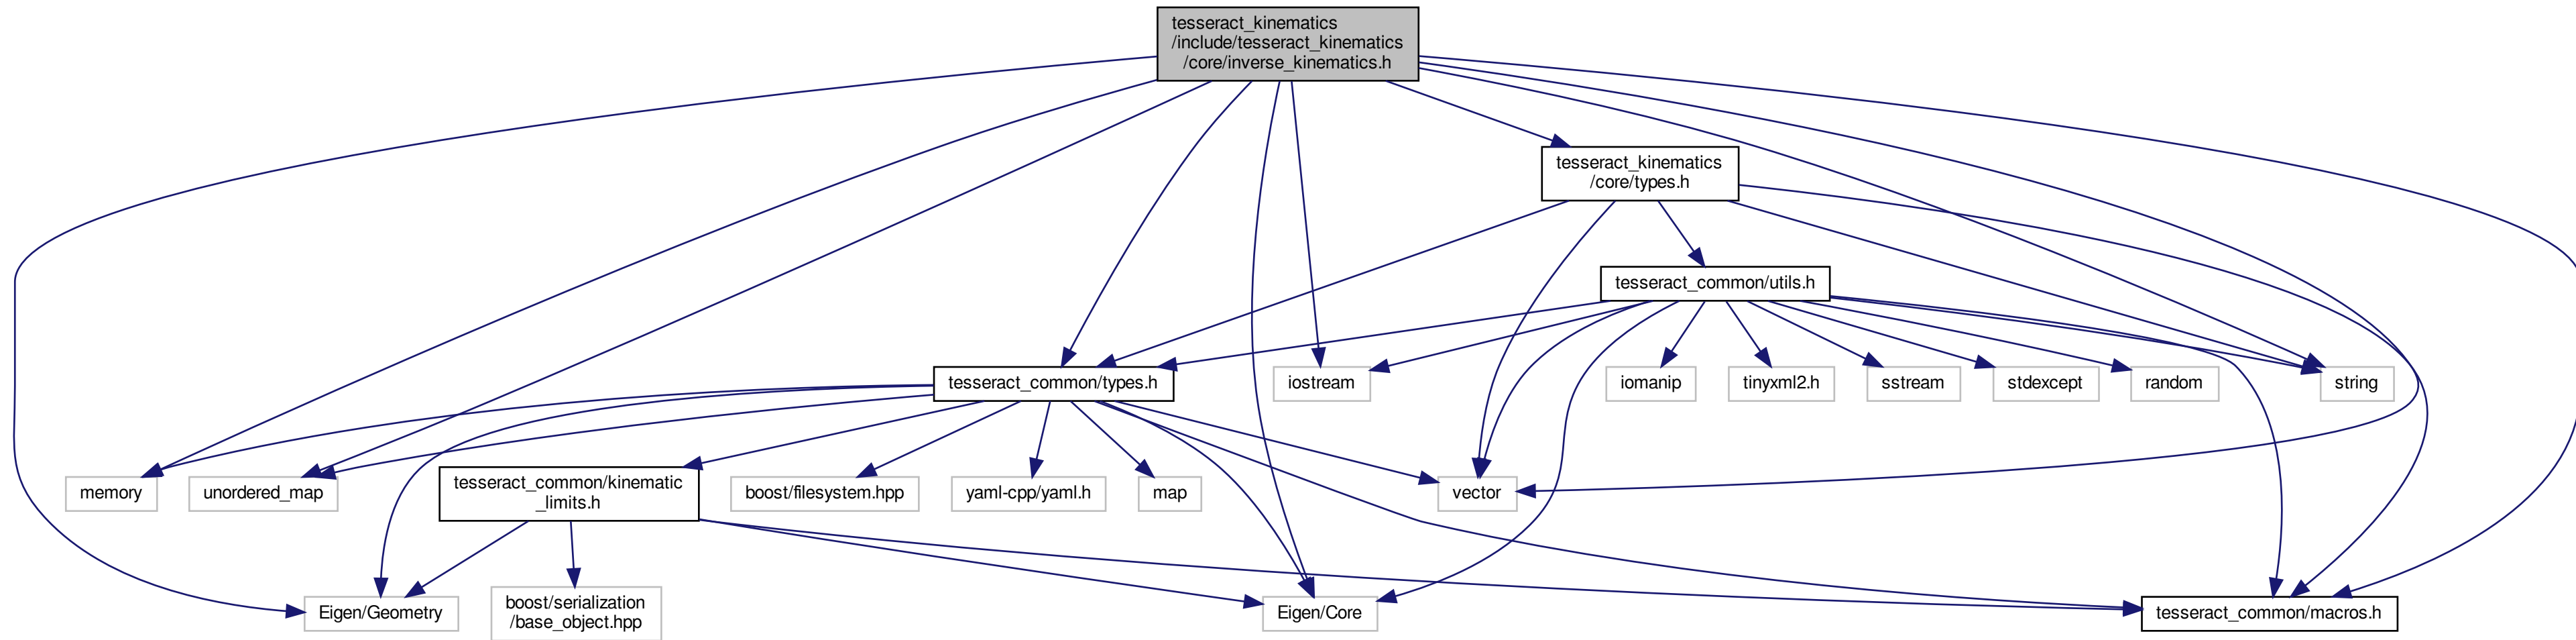 tesseract_kinematics
/include/tesseract_kinematics
/core/inverse_kinematics.h
tesseract_kinematics
/core/types.h
tesseract_common/utils.h
tesseract_common/types.h
iostream
iomanip
tinyxml2.h
sstream
stdexcept
random
string
memory
unordered_map
tesseract_common/kinematic
_limits.h
boost/filesystem.hpp
yaml-cpp/yaml.h
map
vector
Eigen/Geometry
boost/serialization
/base_object.hpp
Eigen/Core
tesseract_common/macros.h